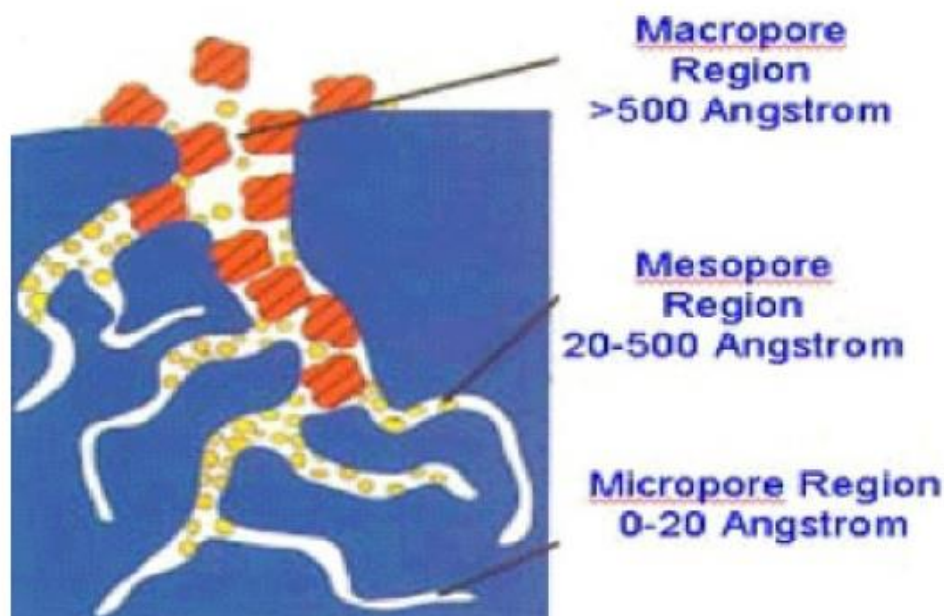 Macropore
Region
>500 Angstrom
Mesopore
Region
20-500 Angstrom
Micropore Region
0-20 Angstrom